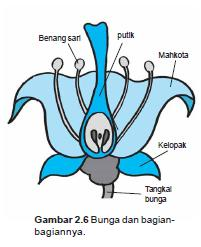 putik
Benang sari
Mahkota
Kelopak
Tangkai
bunga
Gambar 2.6 Bunga dan bagian-
bagiannya.